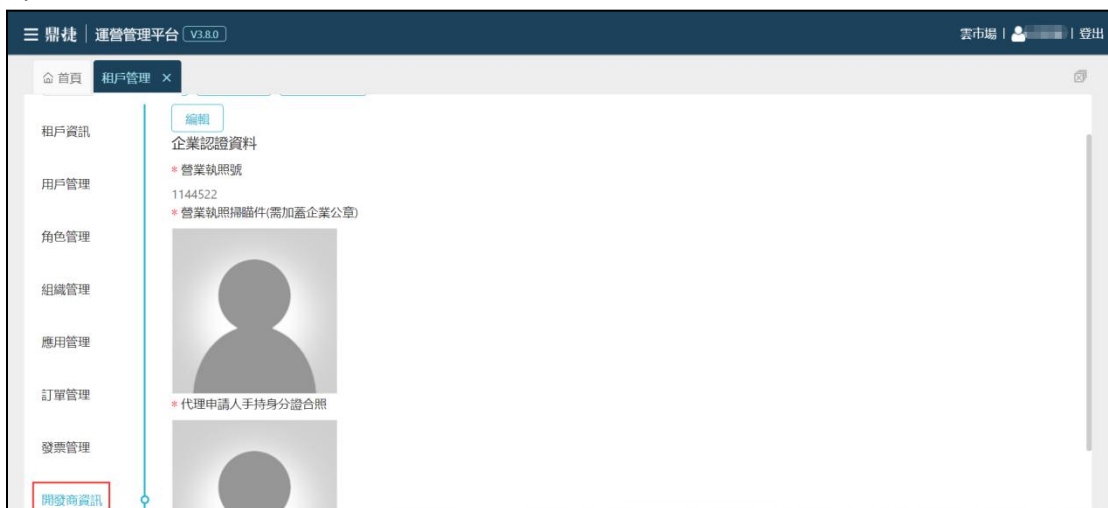 鼎捷 運營管理平台 V3.8.0 雲市場 登出
首頁 租戶管理
租戶資訊
用戶管理
角色管理
組織管理
應用管理
訂單管理
發票管理
開發商資訊
編輯
企業認證資料
* 營業執照號
1144522
* 營業執照掃瞄件(需加蓋企業公章)
* 代理申請人手持身分證合照